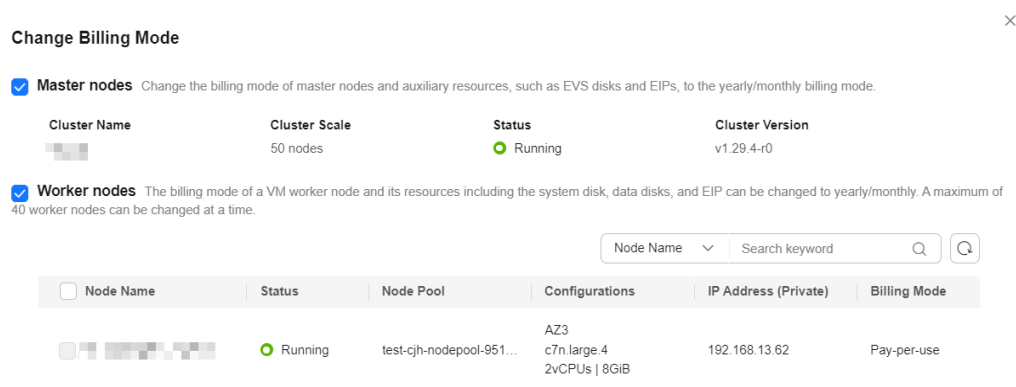 Change Billing Mode
Master nodes Change the billing mode of master nodes and auxiliary resources, such as EVS disks and EIPs, to the yearly/monthly billing mode.
Cluster Name Cluster Scale Status Cluster Version
50 nodes Running v1.29.4-r0
Worker nodes The billing mode of a VM worker node and its resources including the system disk, data disks, and EIP can be changed to yearly/monthly. A maximum of
40 worker nodes can be changed at a time.
Node Name Search keyword
Node Name Status Node Pool Configurations IP Address (Private) Billing Mode
AZ3
Running test-cjh-nodepool-951... c7n.large.4 192.168.13.62 Pay-per-use
2vCPUs | 8GiB